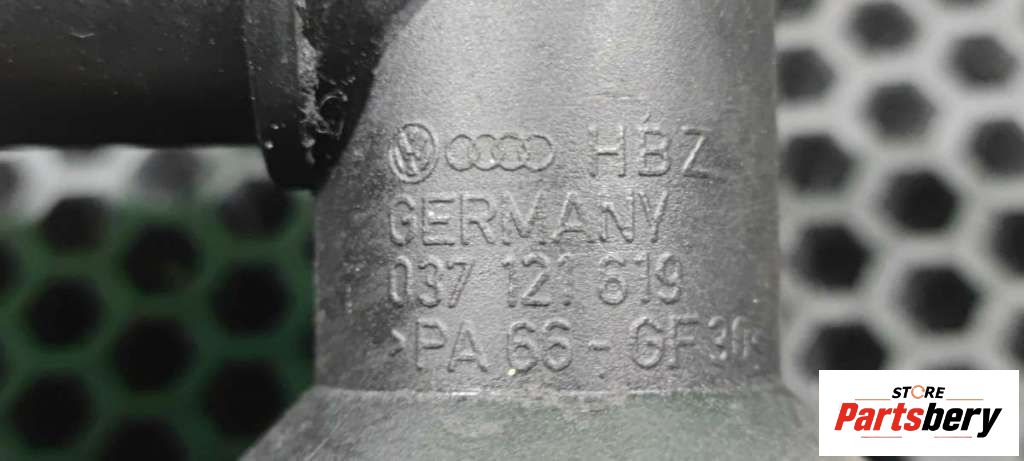 HBZ
GERMANY
037 121 619
>PA 66 - GF30<
STORE
Partsbery